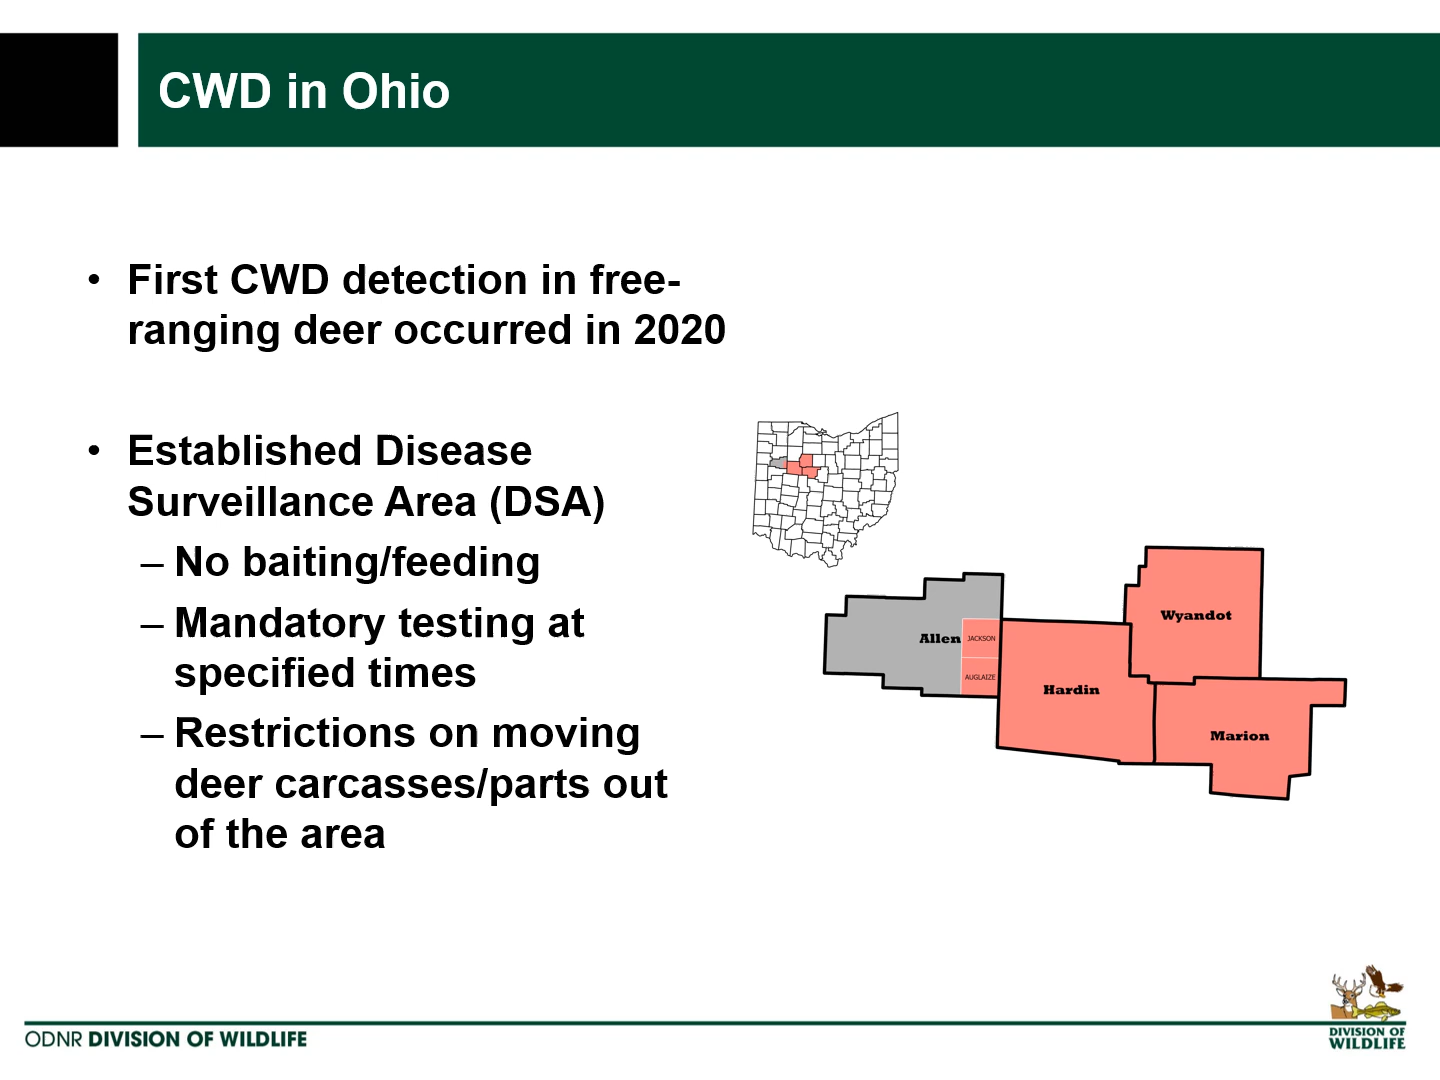 CWD in Ohio
• First CWD detection in free-
ranging deer occurred in 2020
• Established Disease
Surveillance Area (DSA)
– No baiting/feeding
– Mandatory testing at
specified times
– Restrictions on moving
deer carcasses/parts out
of the area
Wyandot
Allen
JACKSON
AUGLAIZE
Hardin
Marion
ODNR DIVISION OF WILDLIFE
DIVISION OF
WILDLIFE